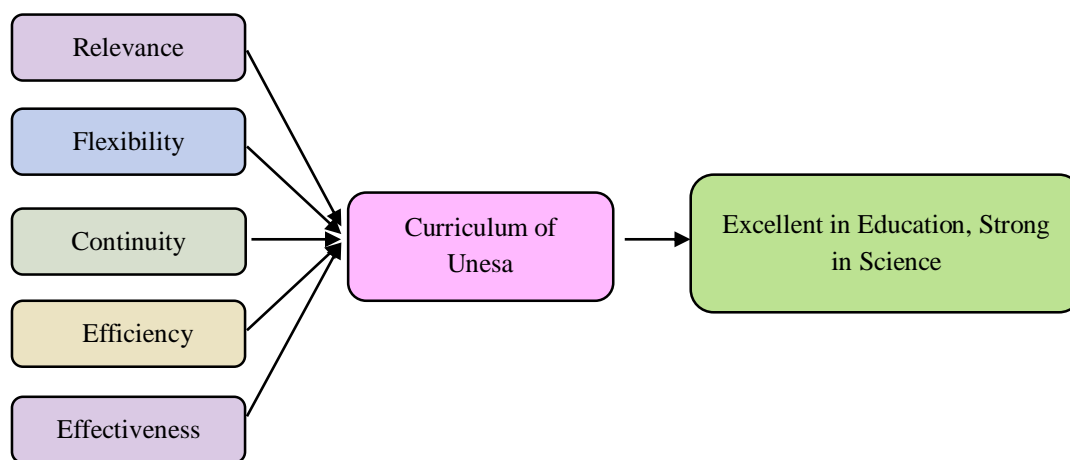 Relevance
Flexibility
Continuity
Efficiency
Effectiveness
Curriculum of
Unesa
Excellent in Education, Strong
in Science